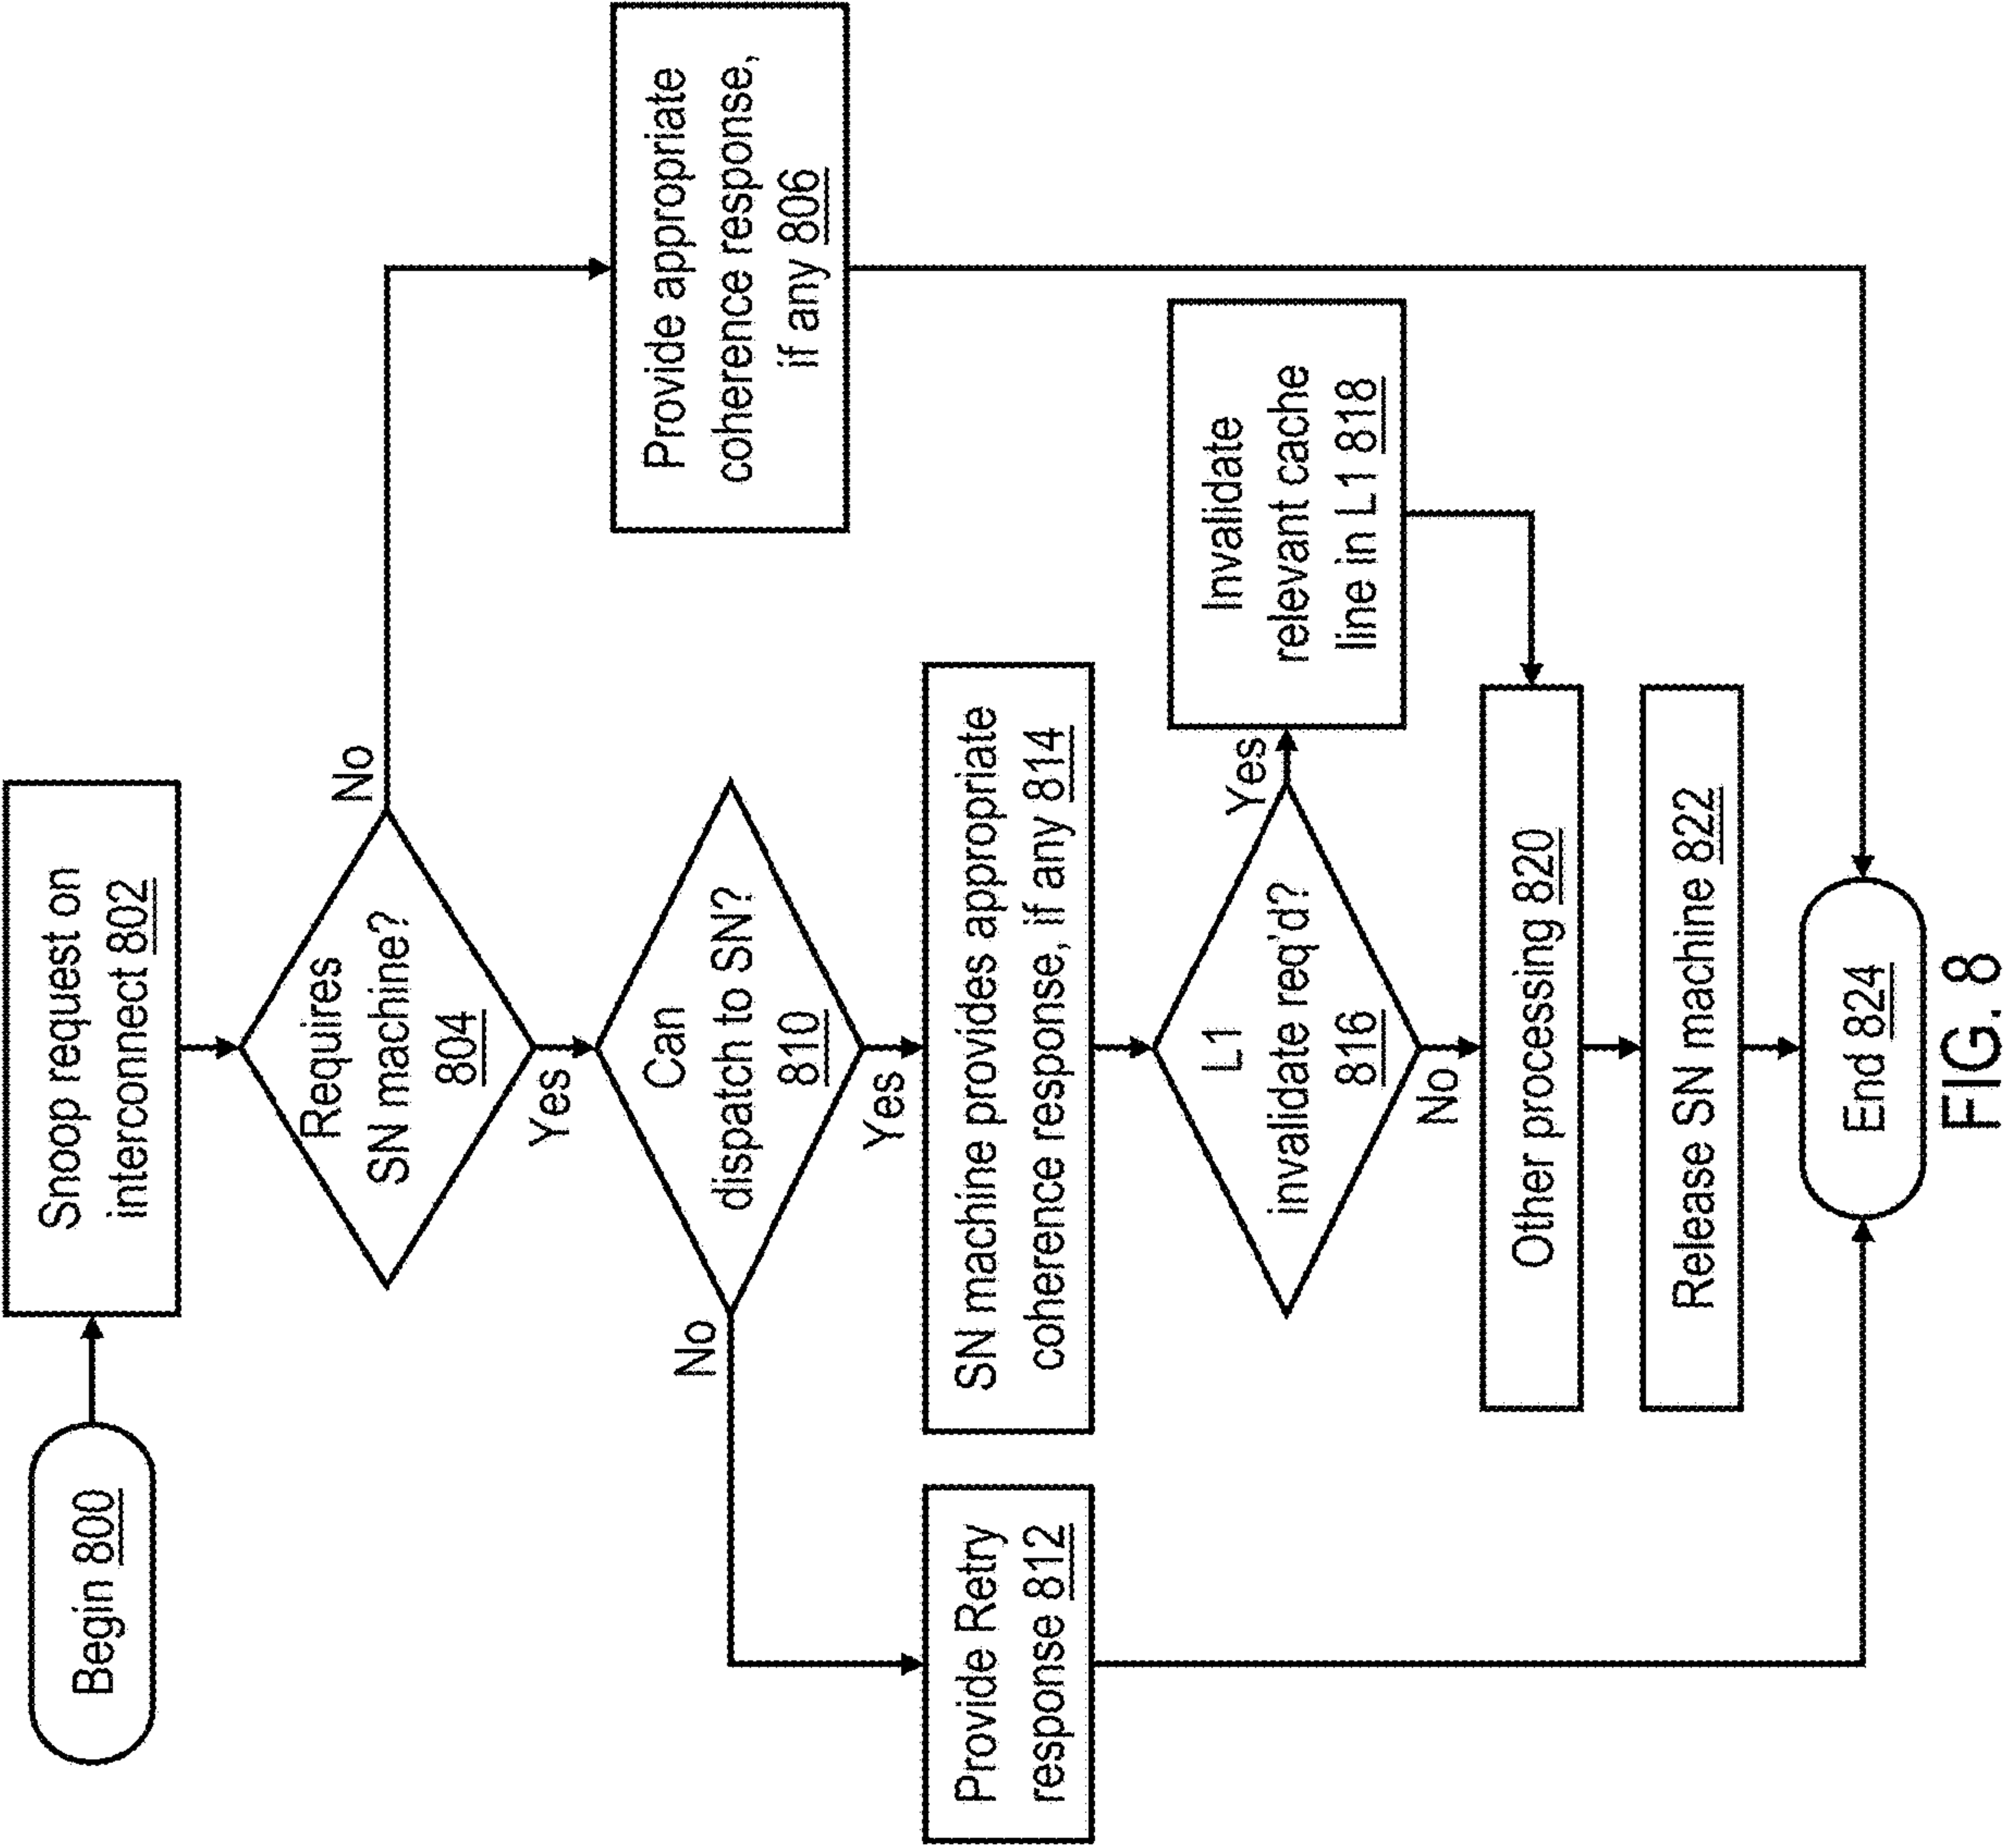 Begin 800
Snoop request on
interconnect 802
Requires
SN machine?
804
No
Yes
Provide appropriate
coherence response,
if any 806
Can
dispatch to SN?
810
No
Yes
Provide Retry
response 812
SN machine provides appropriate
coherence response, if any 814
L1
invalidate req'd?
816
Yes
No
Invalidate
relevant cache
line in L1 818
Other processing 820
Release SN machine 822
End 824
FIG. 8